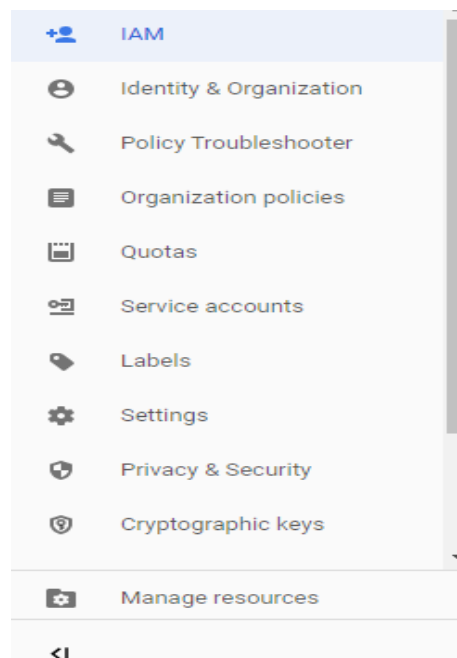 IAM
Identity & Organization
Policy Troubleshooter
Organization policies
Quotas
Service accounts
Labels
Settings
Privacy & Security
Cryptographic keys
Manage resources